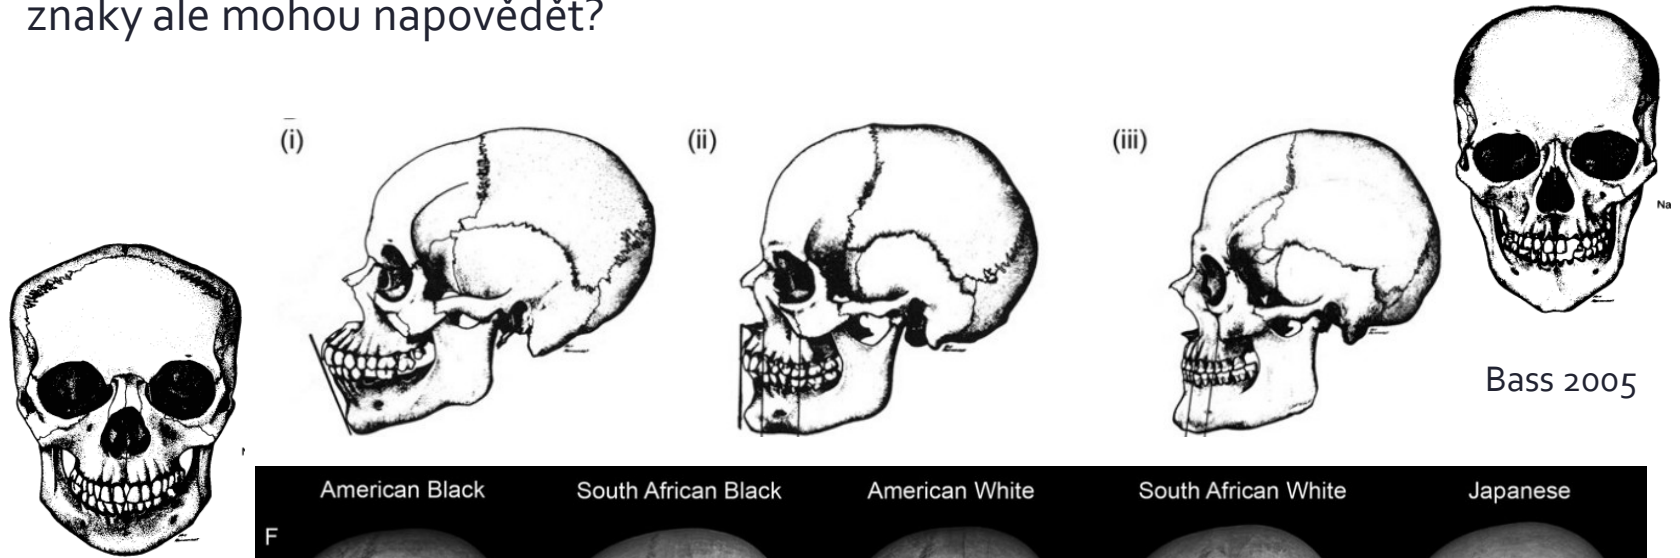 znaky ale mohou napovědět?
(i)
(ii)
(iii)
Na
Bass 2005
American Black
South African Black
American White
South African White
Japanese
F